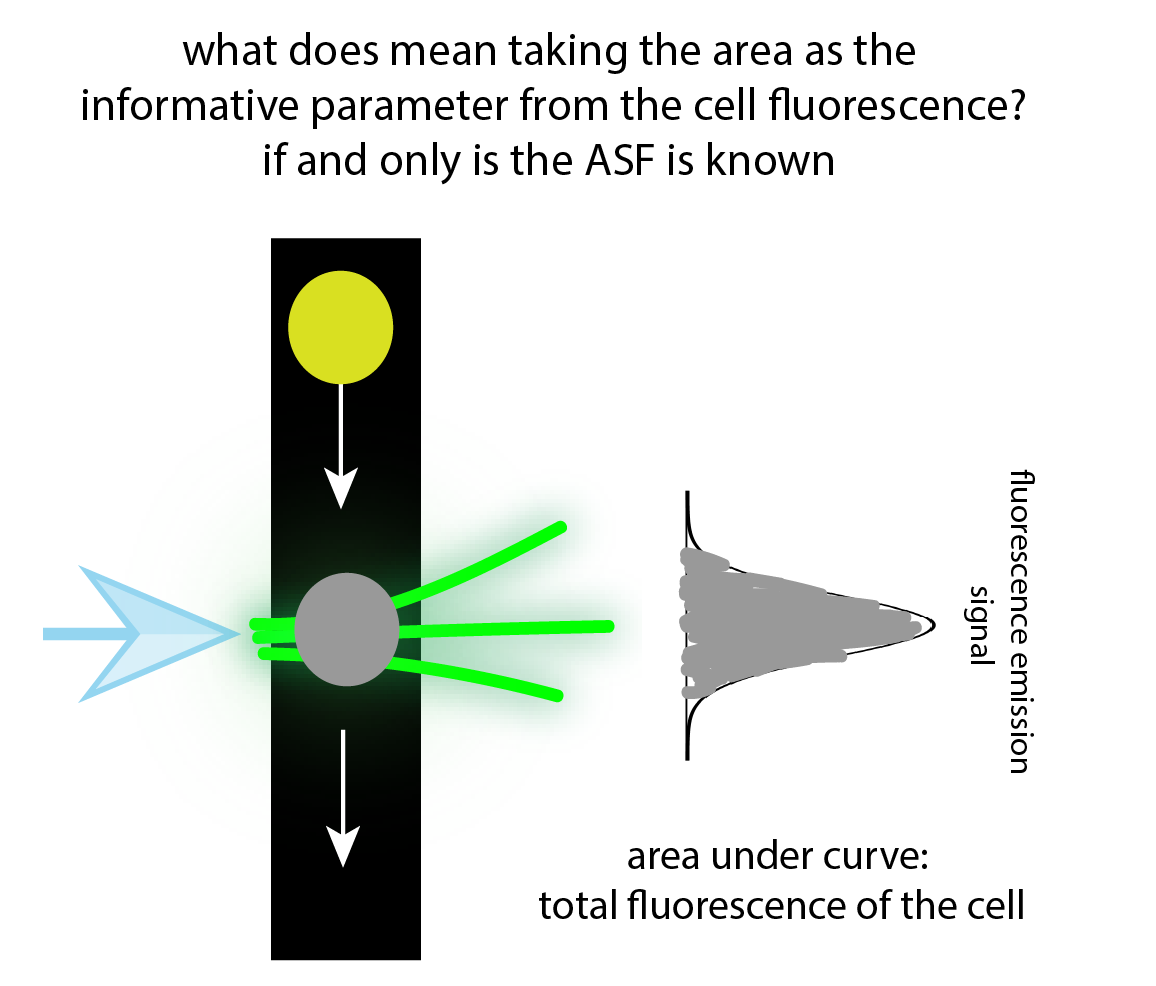 what does mean taking the area as the
informative parameter from the cell fluorescence?
if and only is the ASF is known
fluorescence emission
signal
area under curve:
total fluorescence of the cell